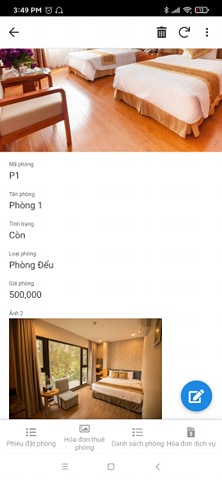 3:49 PM
Mã phòng
P1
Tên phòng
Phòng 1
Tình trạng
Còn
Loại phòng
Phòng Đểu
Giá phòng
500,000
Ảnh 2
Phiếu đặt phòng
Hóa đơn thuê phòng
Danh sách phòng
Hóa đơn dịch vụ